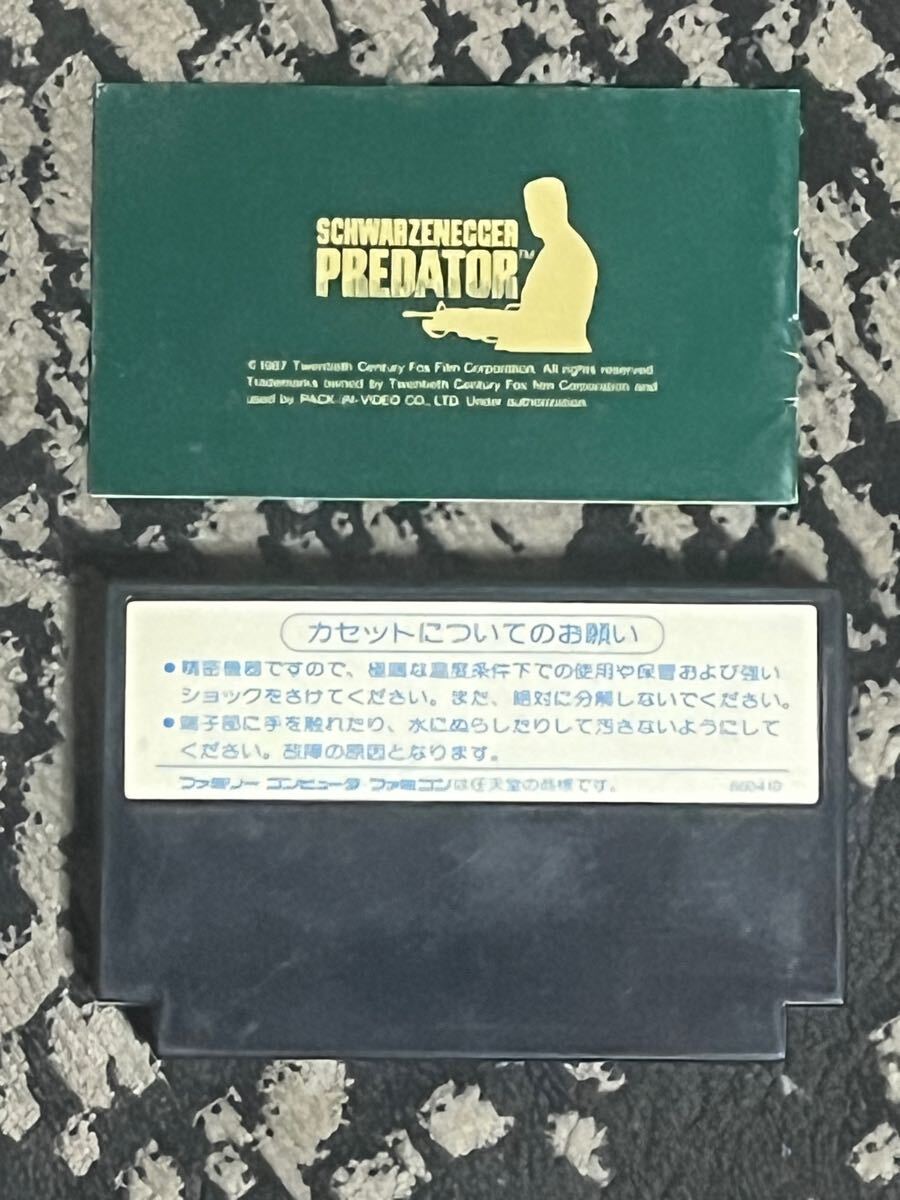 SCHWARZENEGGER
PREDATOR™
© 1987 Twentieth Century Fox Film Corporation. All rights reserved
Trademarks owned by Twentieth Century Fox Film Corporation and
used by PACK-IN-VIDEO CO., LTD. Under authorization
カセットについてのお願い
●精密機器ですので、極端な温度条件下での使用や保管および強い
ショックをさけてください。また、絶対に分解しないでください。
●端子部に手を触れたり、水にぬらしたりして汚さないようにして
ください。故障の原因となります。
ファミリー コンピュータ・ファミコンは任天堂の商標です。